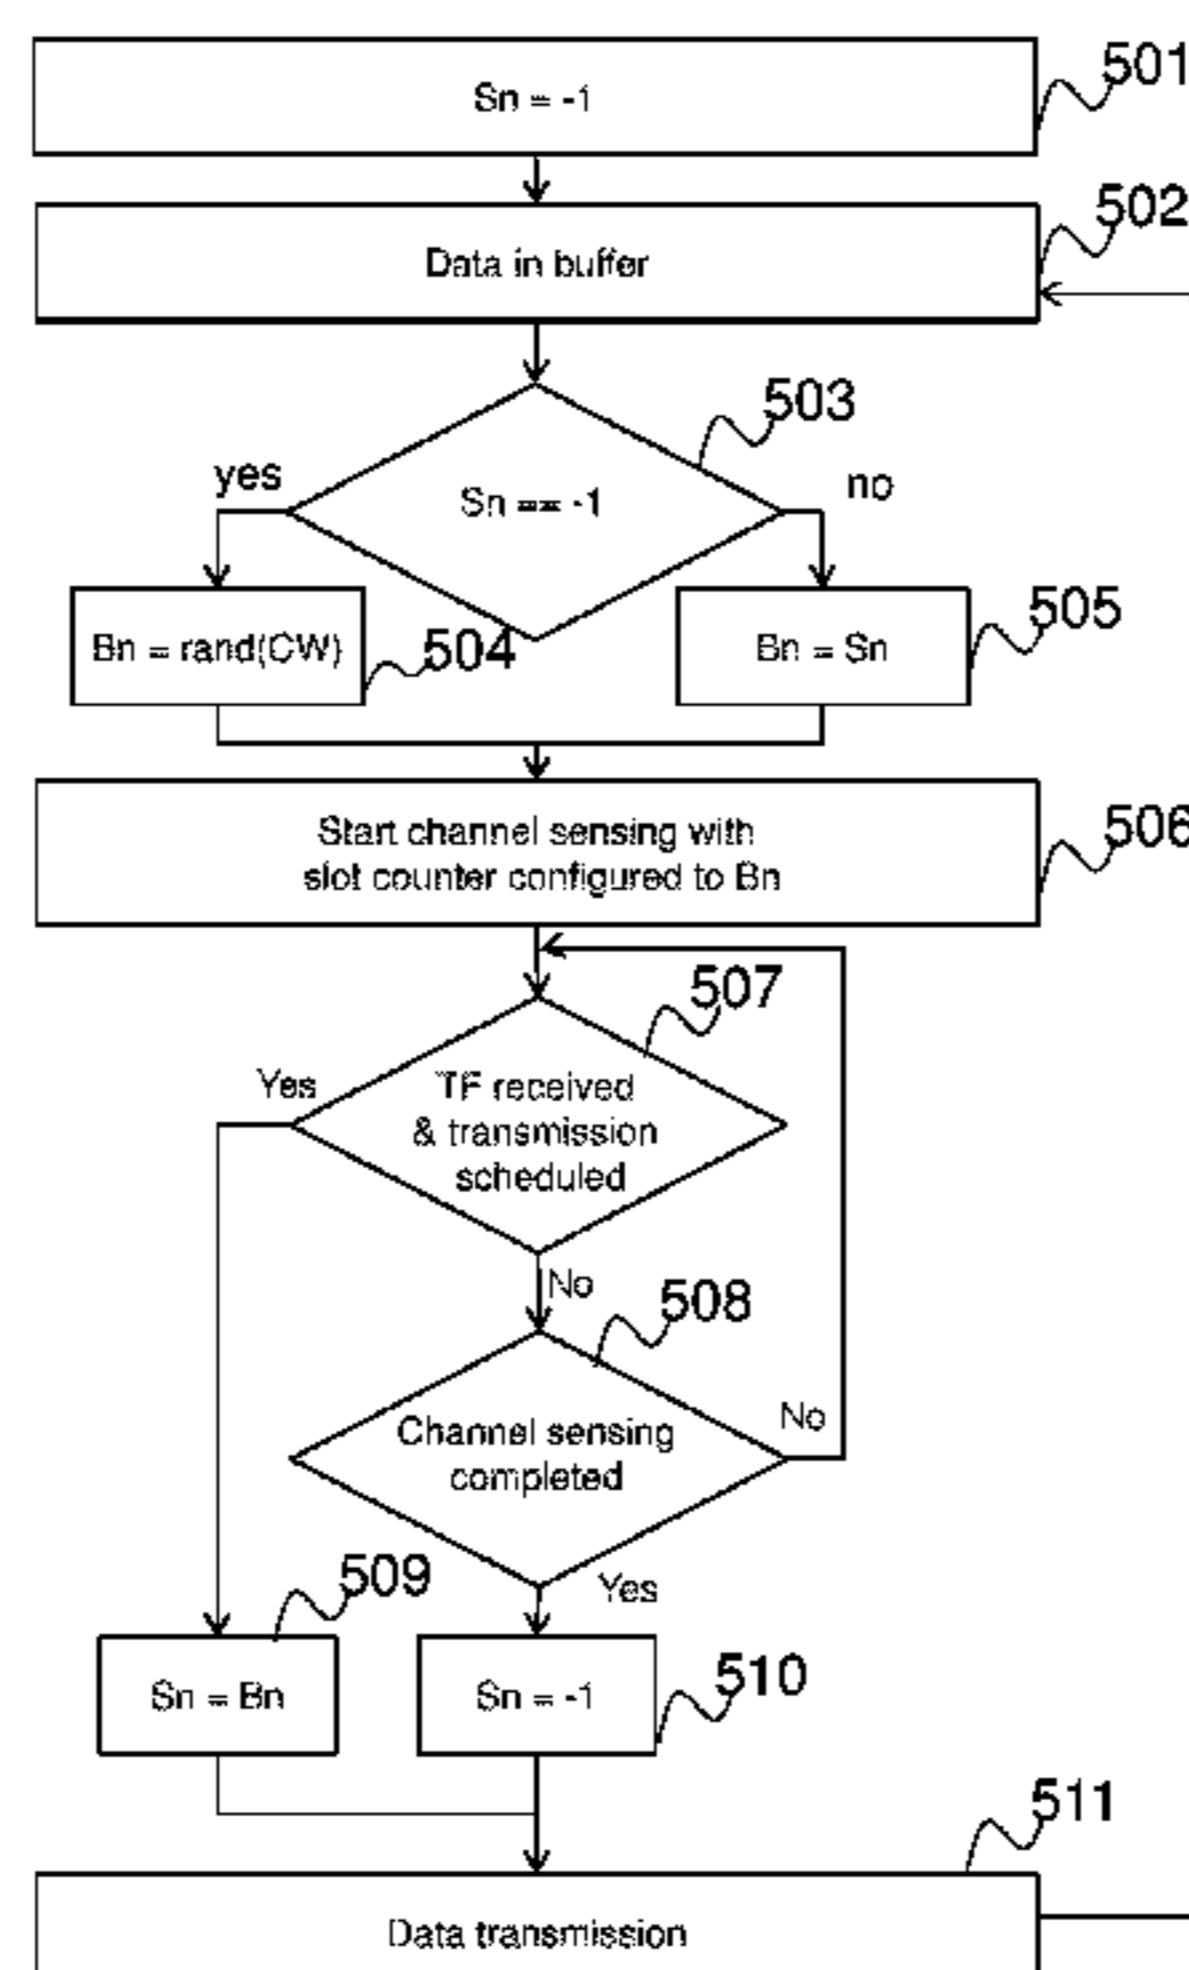 Sn = -1
501
502
Data in buffer
503
yes
no
Sn == -1
Bn = rand(CW)
504
Bn = Sn
505
Start channel sensing with
slot counter configured to Bn
506
507
Yes
TF received
& transmission
scheduled
No
508
No
Channel sensing
completed
509
Yes
Sn = Bn
Sn = -1
510
511
Data transmission